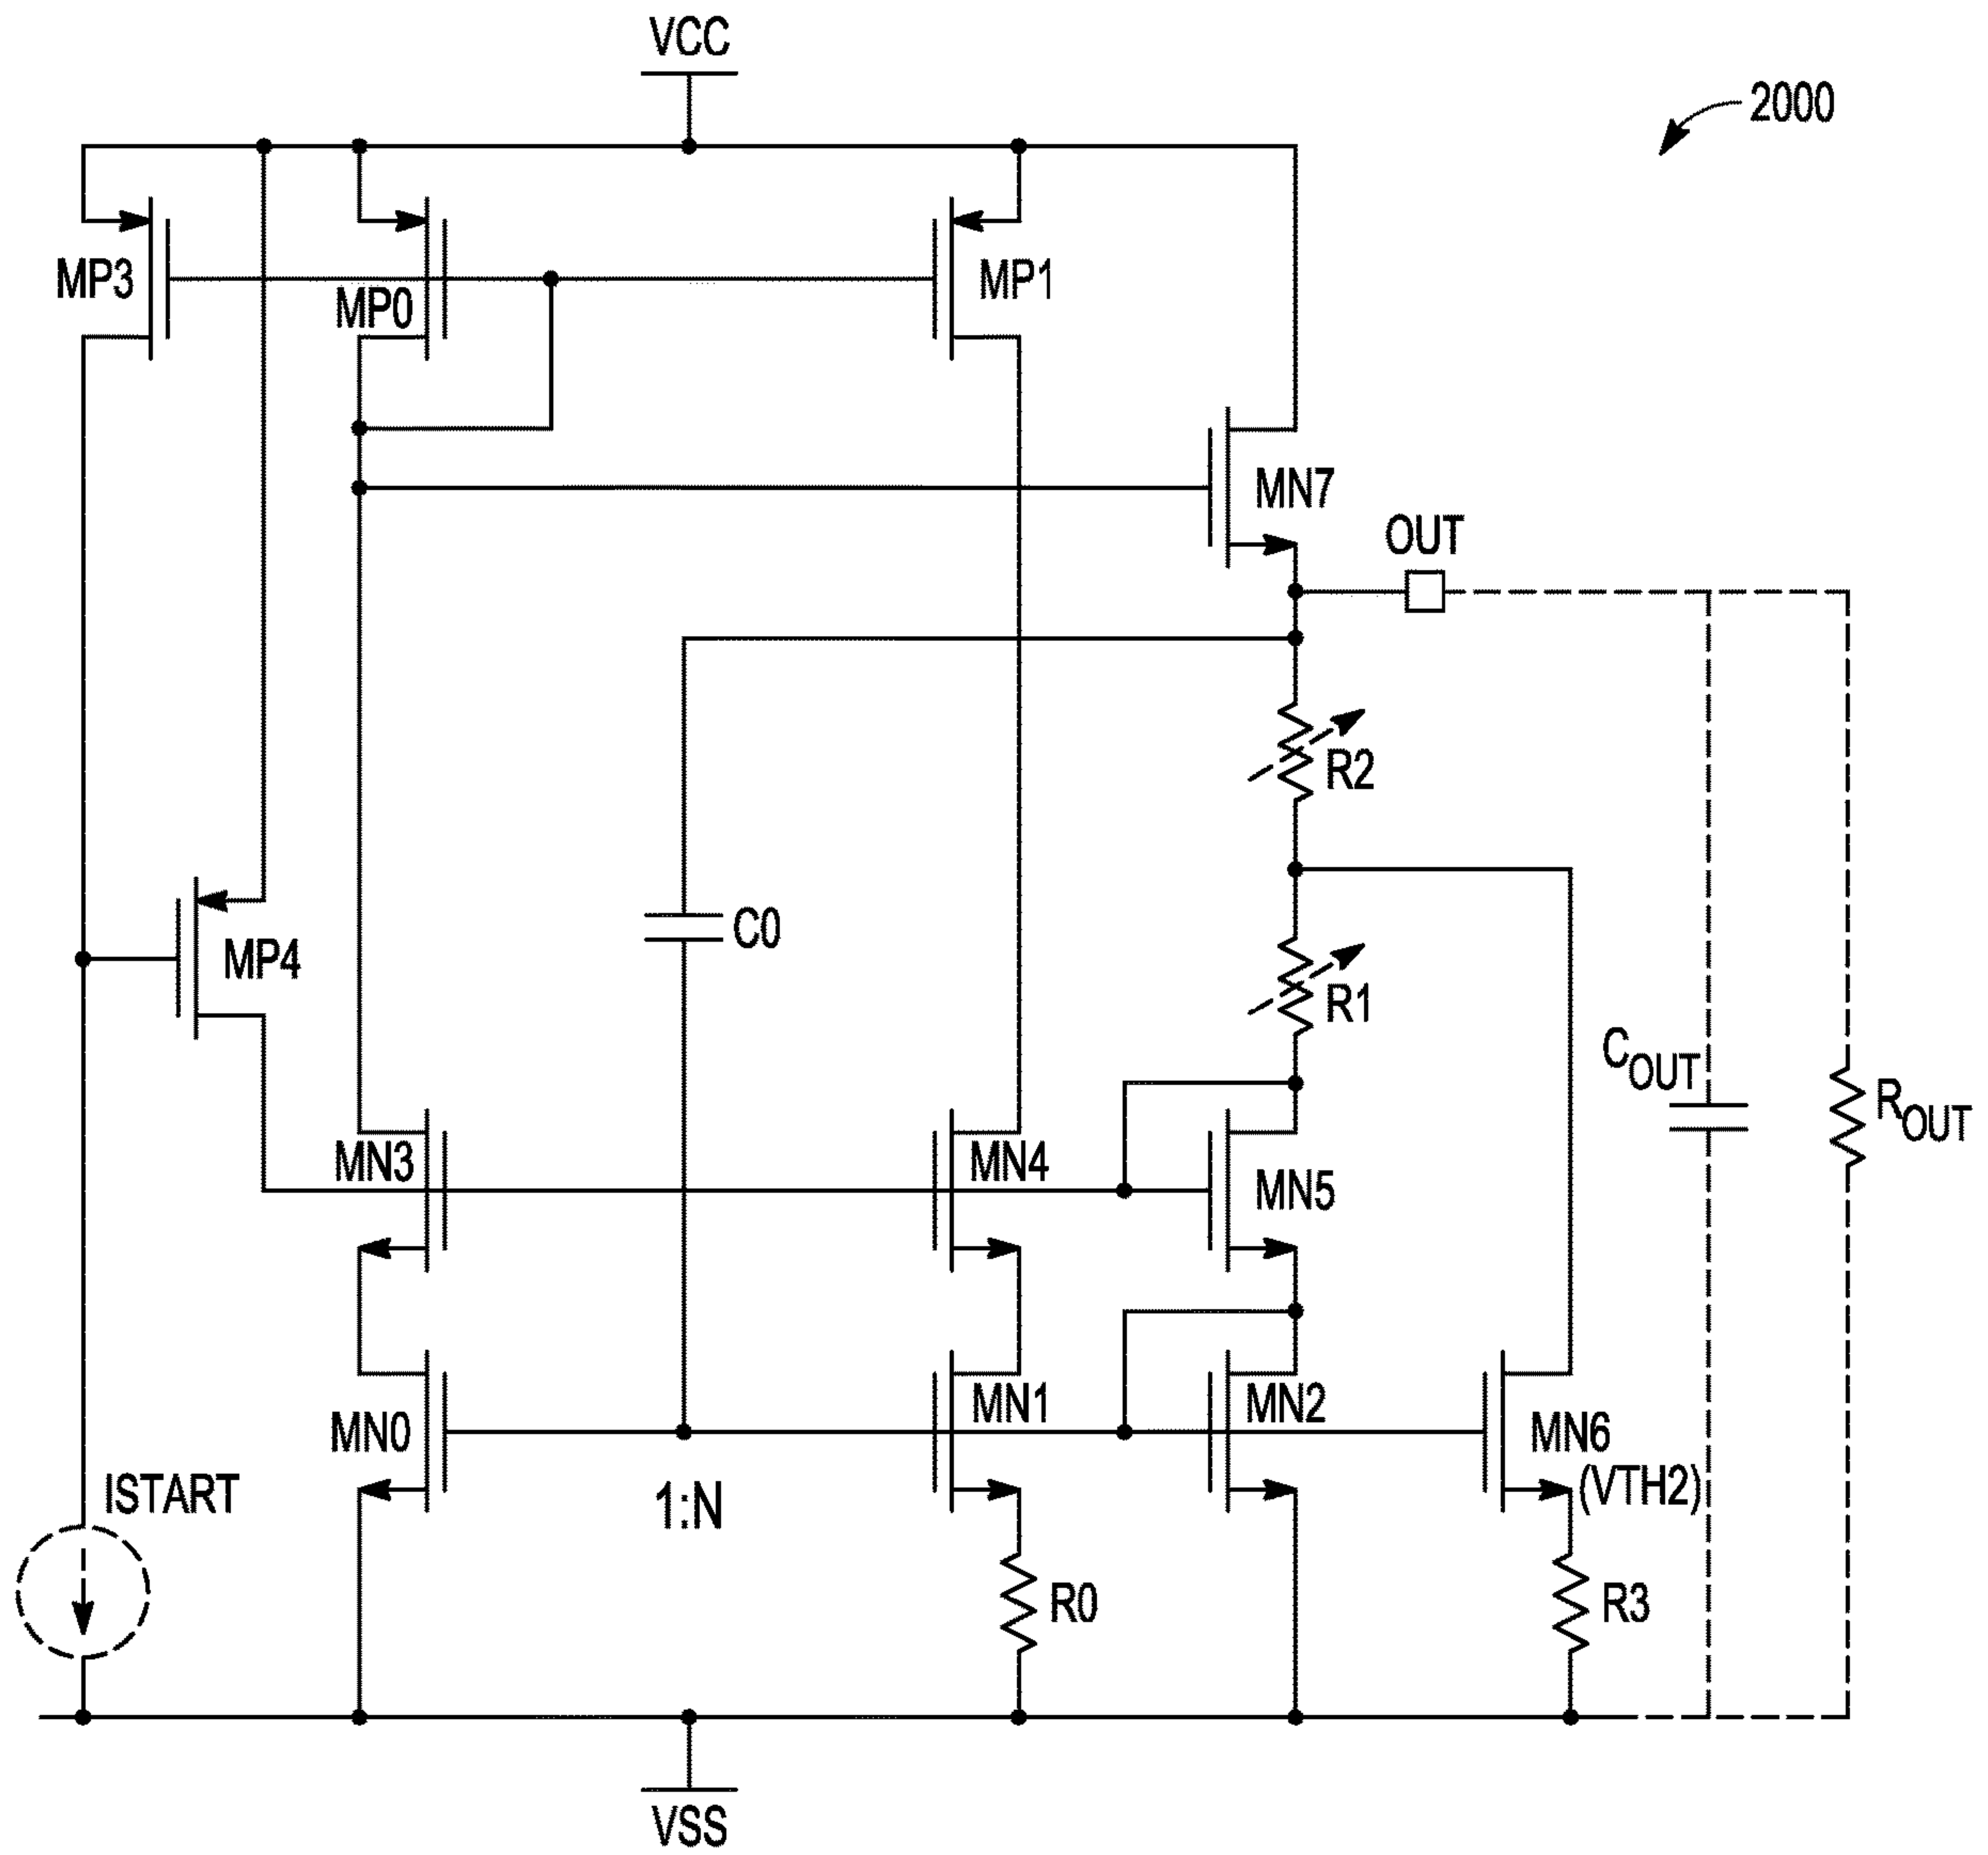 VCC
2000
MP3
MP0
MP1
MN7
OUT
R2
C0
MP4
R1
COUT
ROUT
MN3
MN4
MN5
MN0
MN1
MN2
MN6
(VTH2)
ISTART
1:N
R0
R3
VSS